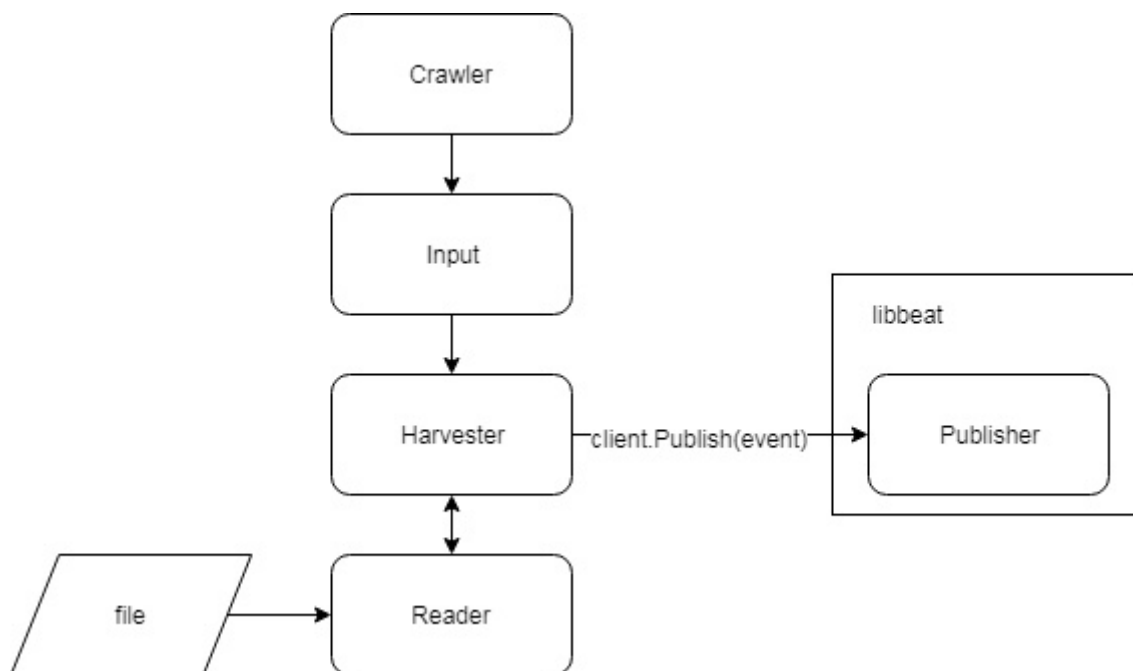 Crawler
Input
libbeat
Harvester
client.Publish(event)
Publisher
file
Reader